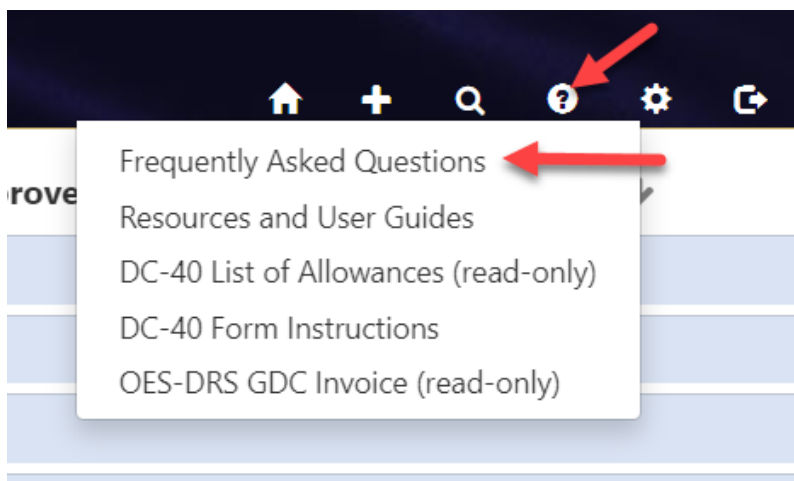 Frequently Asked Questions
rove
Resources and User Guides
DC-40 List of Allowances (read-only)
DC-40 Form Instructions
OES-DRS GDC Invoice (read-only)